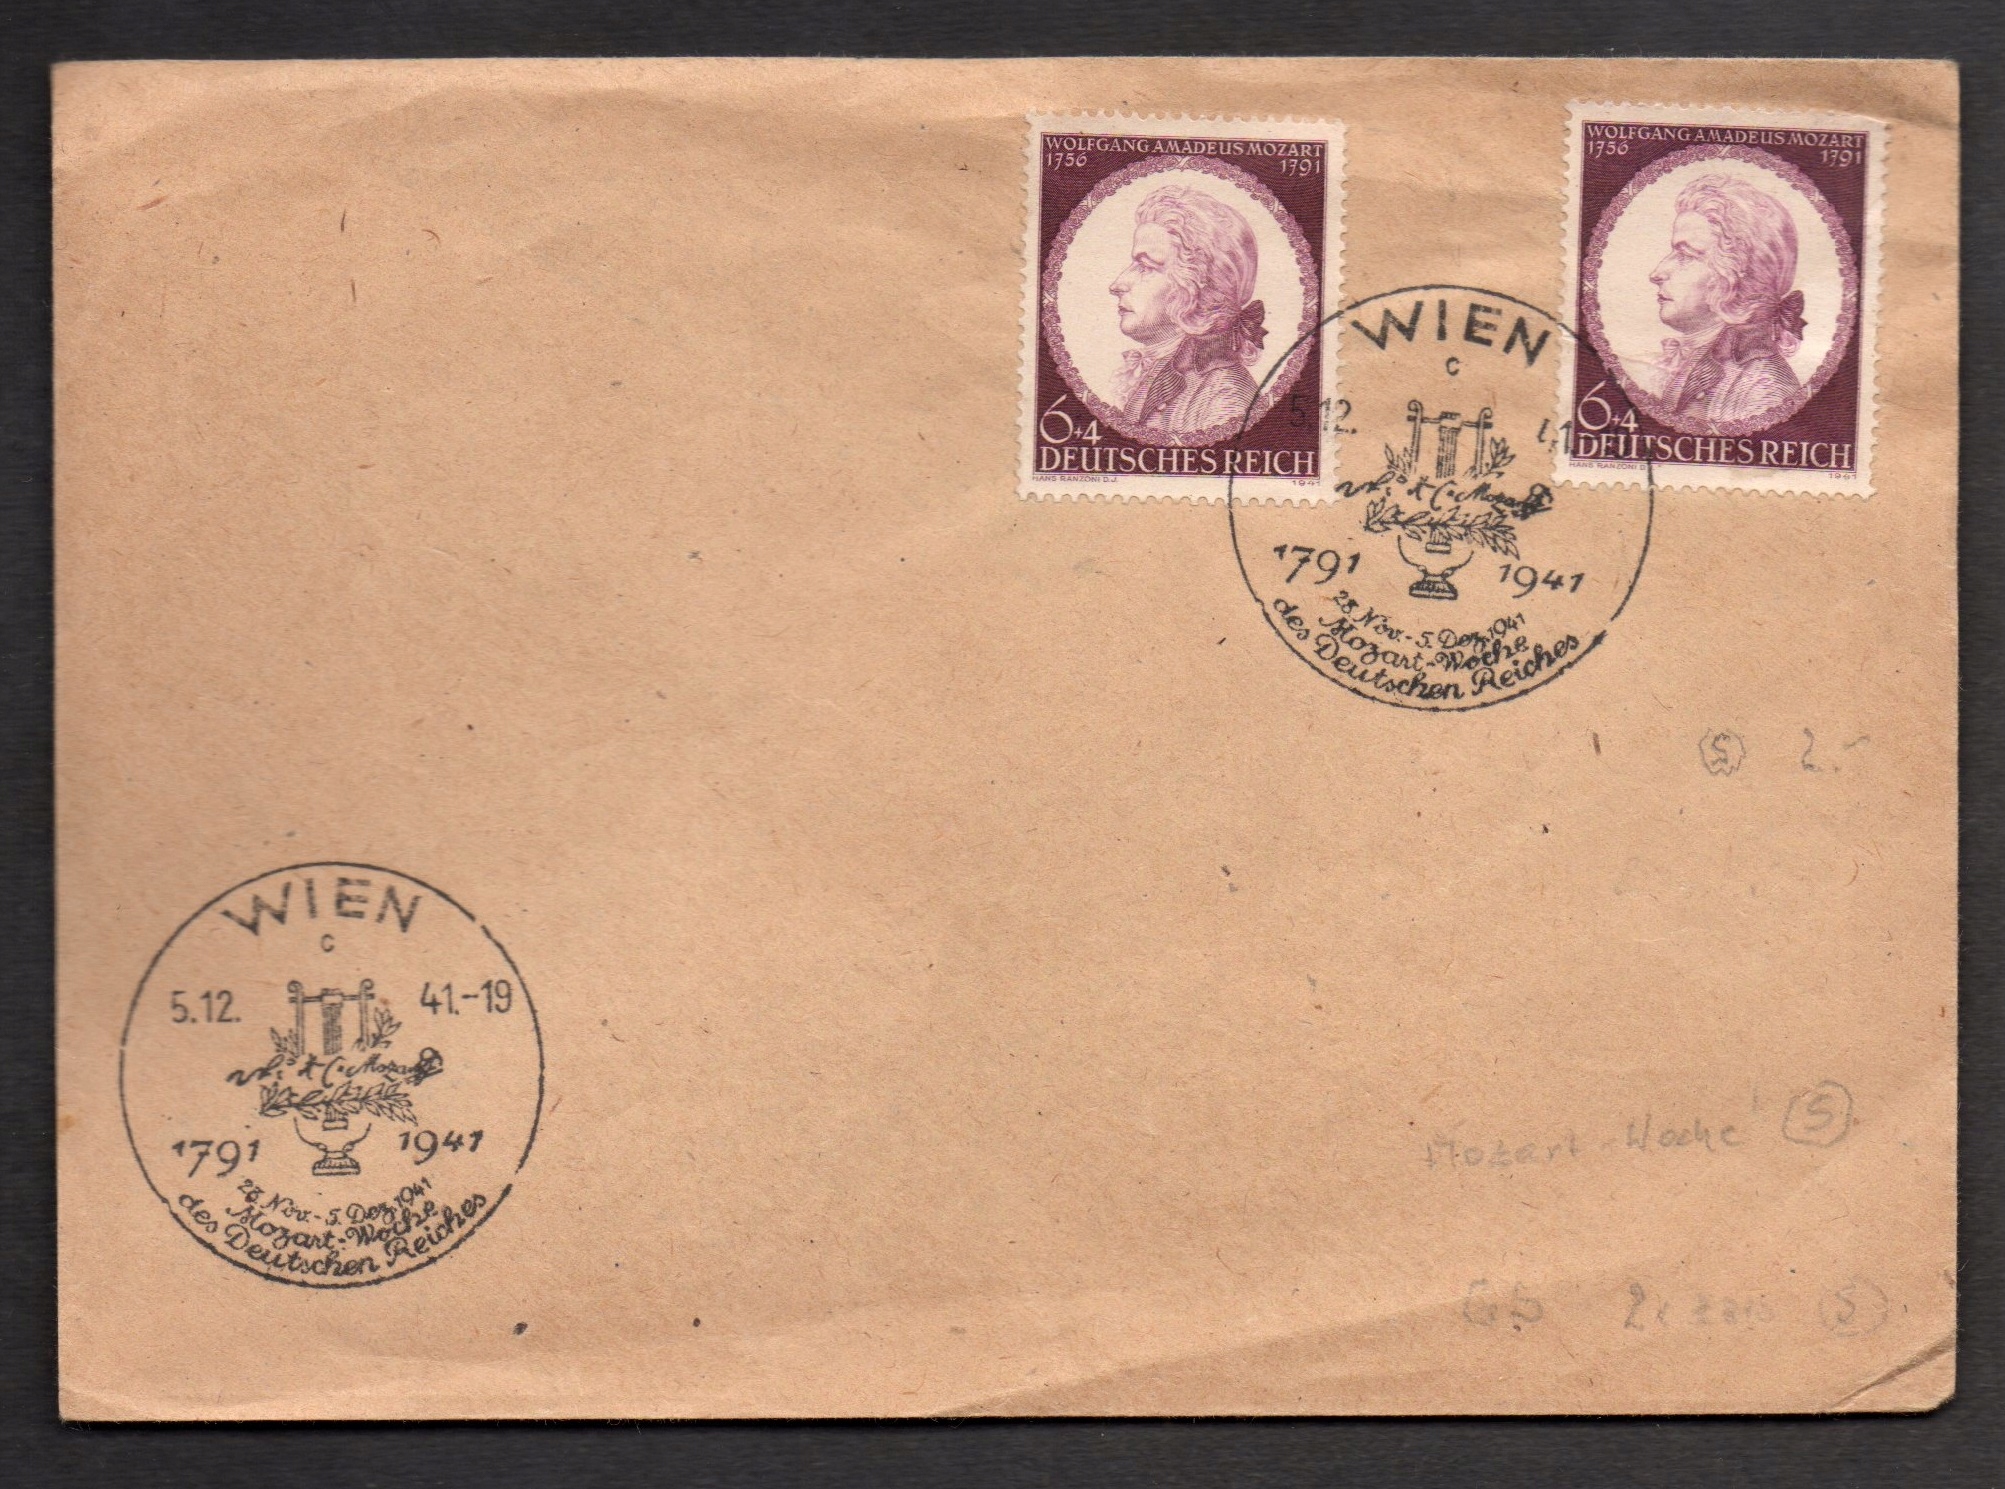 WOLFGANG AMADEUS MOZART
1756 1791
6+4
DEUTSCHES REICH
HANS RANZONI D.J. 1941
WOLFGANG AMADEUS MOZART
1756 1791
6+4
DEUTSCHES REICH
HANS RANZONI D.J. 1941
WIEN
C
5.12. 41
Mozart
1791 1941
28. Nov. - 5. Dez. 1941
Mozart-Woche
des Deutschen Reiches
S 2.-
WIEN
C
5.12. 41.-19
Mozart
1791 1941
28. Nov. - 5. Dez. 1941
Mozart-Woche
des Deutschen Reiches
Mozart-Woche S